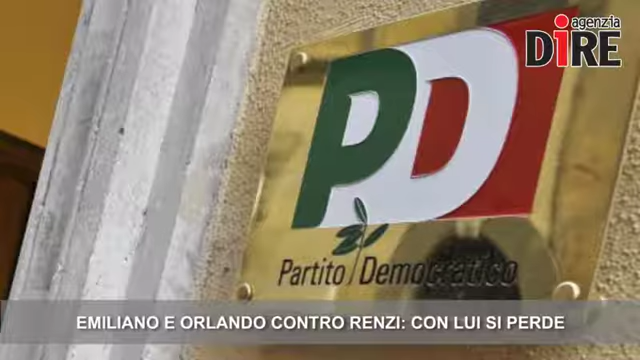 agenzia
DiRE
PD
Partito Democratico
EMILIANO E ORLANDO CONTRO RENZI: CON LUI SI PERDE